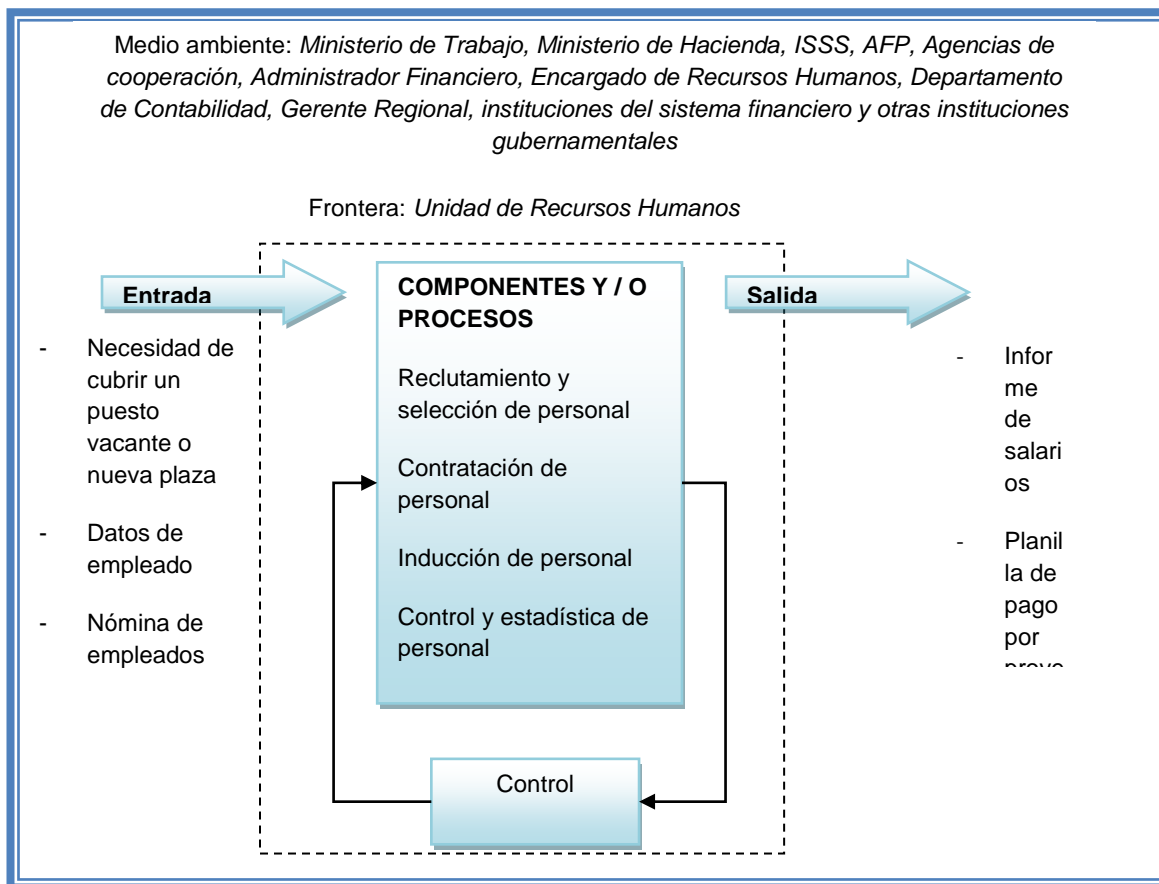 Medio ambiente: Ministerio de Trabajo, Ministerio de Hacienda, ISSS, AFP, Agencias de
cooperación, Administrador Financiero, Encargado de Recursos Humanos, Departamento
de Contabilidad, Gerente Regional, instituciones del sistema financiero y otras instituciones
gubernamentales
Frontera: Unidad de Recursos Humanos
Entrada
- Necesidad de
cubrir un
puesto
vacante o
nueva plaza
- Datos de
empleado
- Nómina de
empleados
COMPONENTES Y / O
PROCESOS
Reclutamiento y
selección de personal
Contratación de
personal
Inducción de personal
Control y estadística de
personal
Control
Salida
- Infor
me
de
salari
os
- Planil
la de
pago
por